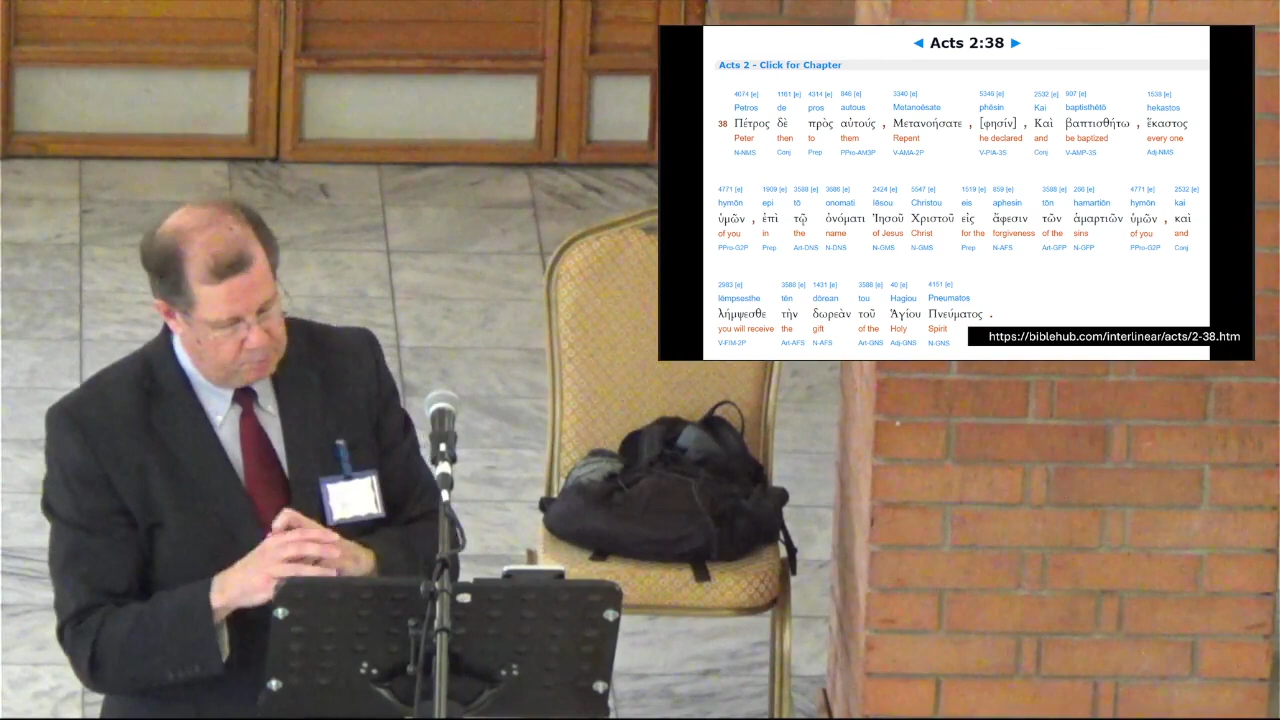 ◄ Acts 2:38 ►
Acts 2 - Click for Chapter
4074 [e] 1161 [e] 4314 [e] 846 [e] 3340 [e] 5346 [e] 2532 [e] 907 [e] 1538 [e]
Petros de pros autous Metanoēsate phēsin Kai baptisthētō hekastos
38 Πέτρος δὲ πρὸς αὐτούς , Μετανοήσατε , [φησίν] , Καὶ βαπτισθήτω , ἕκαστος
Peter then to them Repent he declared and be baptized every one
N-NMS Conj Prep PPro-AM3P V-AMA-2P V-PIA-3S Conj V-AMP-3S Adj-NMS
4771 [e] 1909 [e] 3588 [e] 3686 [e] 2424 [e] 5547 [e] 1519 [e] 859 [e] 3588 [e] 266 [e] 4771 [e] 2532 [e]
hymōn epi tō onomati Iēsou Christou eis aphesin tōn hamartiōn hymōn kai
ὑμῶν , ἐπὶ τῷ ὀνόματι Ἰησοῦ Χριστοῦ εἰς ἄφεσιν τῶν ἁμαρτιῶν ὑμῶν , καὶ
of you in the name of Jesus Christ for the forgiveness of the sins of you and
PPro-G2P Prep Art-DNS N-DNS N-GMS N-GMS Prep N-AFS Art-GFP N-GFP PPro-G2P Conj
2983 [e] 3588 [e] 1431 [e] 3588 [e] 40 [e] 4151 [e]
lēmpsesthe tēn dōrean tou Hagiou Pneumatos
λήμψεσθε τὴν δωρεὰν τοῦ Ἁγίου Πνεύματος .
you will receive the gift of the Holy Spirit
V-FIM-2P Art-AFS N-AFS Art-GNS Adj-GNS N-GNS
https://biblehub.com/interlinear/acts/2-38.htm